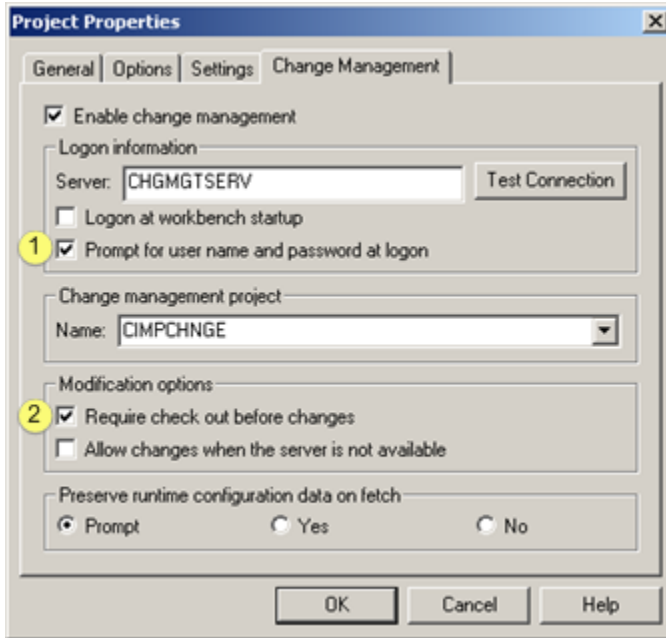 Project Properties
General Options Settings Change Management
Enable change management
Logon information
Server: CHGMGTSERV Test Connection
Logon at workbench startup
1 Prompt for user name and password at logon
Change management project
Name: CIMPCHNGE
Modification options
2 Require check out before changes
Allow changes when the server is not available
Preserve runtime configuration data on fetch
Prompt Yes No
OK Cancel Help